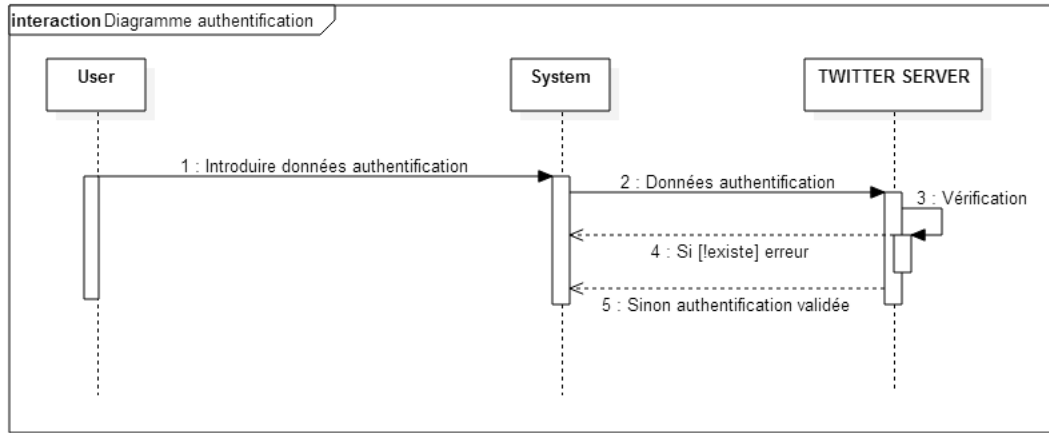 interaction Diagramme authentification
User
System
TWITTER SERVER
1 : Introduire données authentification
2 : Données authentification
3 : Vérification
4 : Si [!existe] erreur
5 : Sinon authentification validée